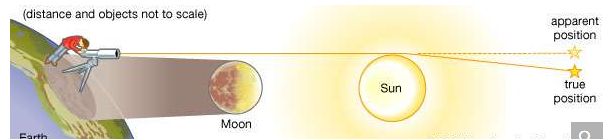 (distance and objects not to scale)
apparent
position
Sun
true
position
Moon
Earth